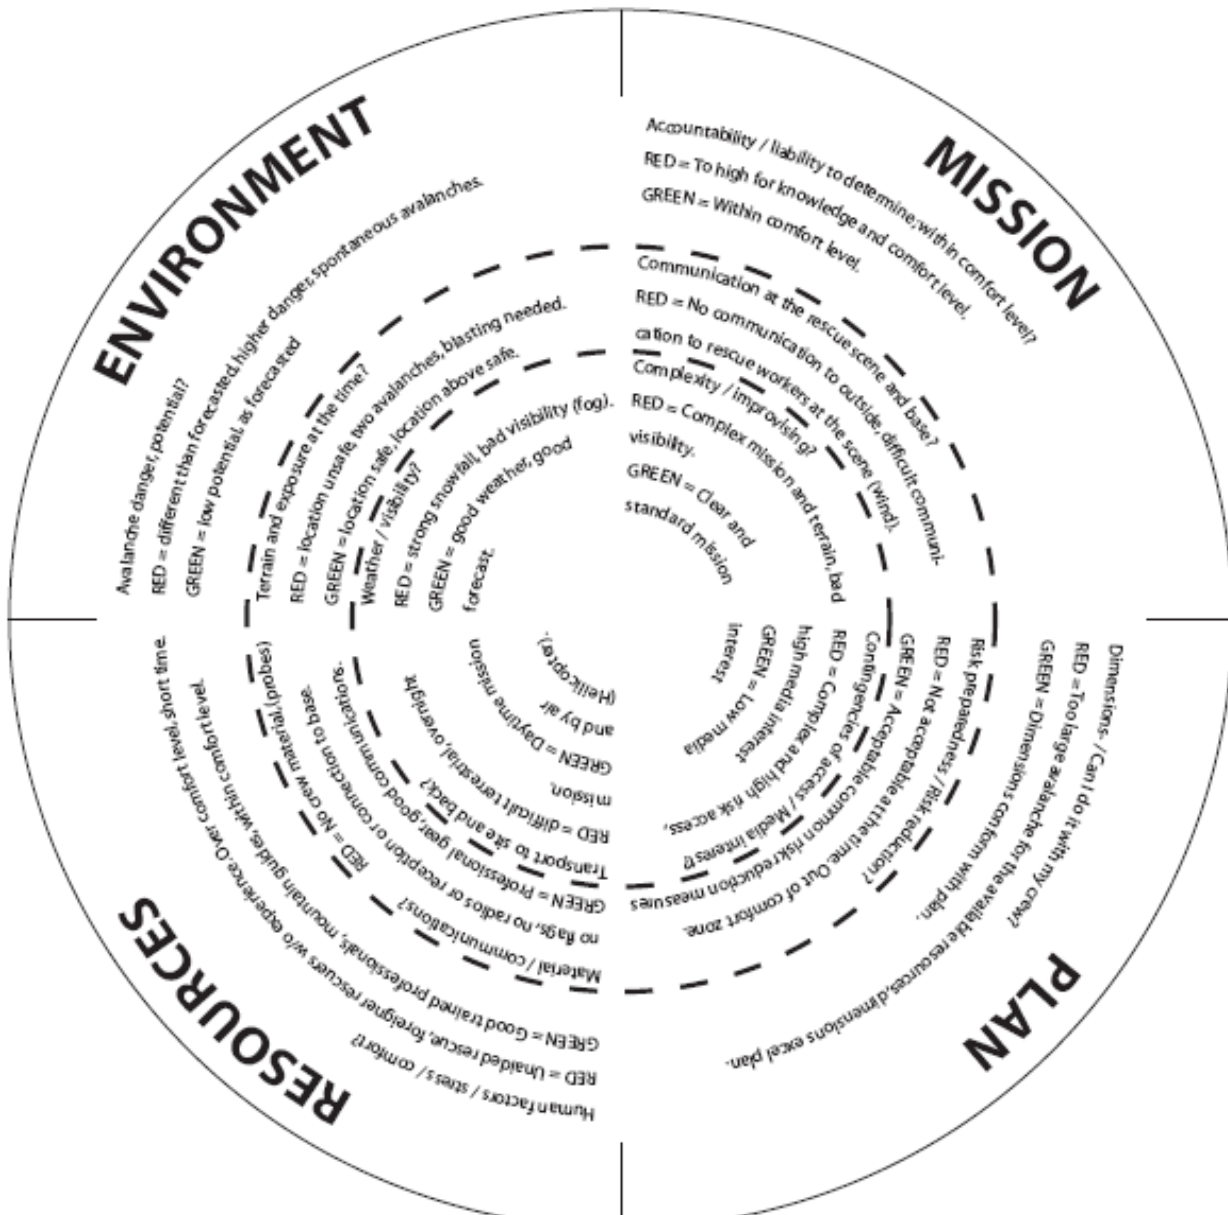 ENVIRONMENT
Avalanche danger, potential?
RED = different than forecasted, higher danger, spontaneous avalanches.
GREEN = low potential, as forecasted
Terrain and exposure at the time?
RED = location unsafe, two avalanches, blasting needed.
GREEN = location safe, location above safe.
Weather / visibility?
RED = strong snowfall, bad visibility (fog).
GREEN = good weather, good
forecast.
MISSION
Accountability / liability to determine; within comfort level?
RED = To high for knowledge and comfort level,
GREEN = Within comfort level,
Communication at the rescue scene and base,?
RED = No communication to outside, difficult communi-
cation to rescue workers at the scene (wind),
Complexity / improvising?
RED = Complex mission and terrain, bad
visibility.
GREEN = Clear and
standard mission
PLAN
Dimensions- / Can I do it with my crew?
RED = Too large avalanche for the available resources, dimensions excel plan.
GREEN = Dimensions conform with plan.
Risk preparedness / Risk reduction?
RED = Not acceptable at the time. Out of comfort zone.
GREEN = Acceptable common risk reduction measures
Contingencies of access / Media interest?
RED = Complex and high risk access,
high media interest
GREEN = Low media
interest
RESOURCES
Human factors / stress / comfort?
RED = Unaided rescue, foreigner rescuers w/o experience. Over comfort level, short time.
GREEN = Good trained professionals, mountain guides, within comfort level.
Material / communications?
RED = No crew material, (probes)
no flags, no radios or reception or connection to base.
GREEN = Professional gear, good communications.
Transport to site and back?
RED = difficult terrestrial, overnight
mission.
GREEN = Daytime mission
and by air
(Helicopter).